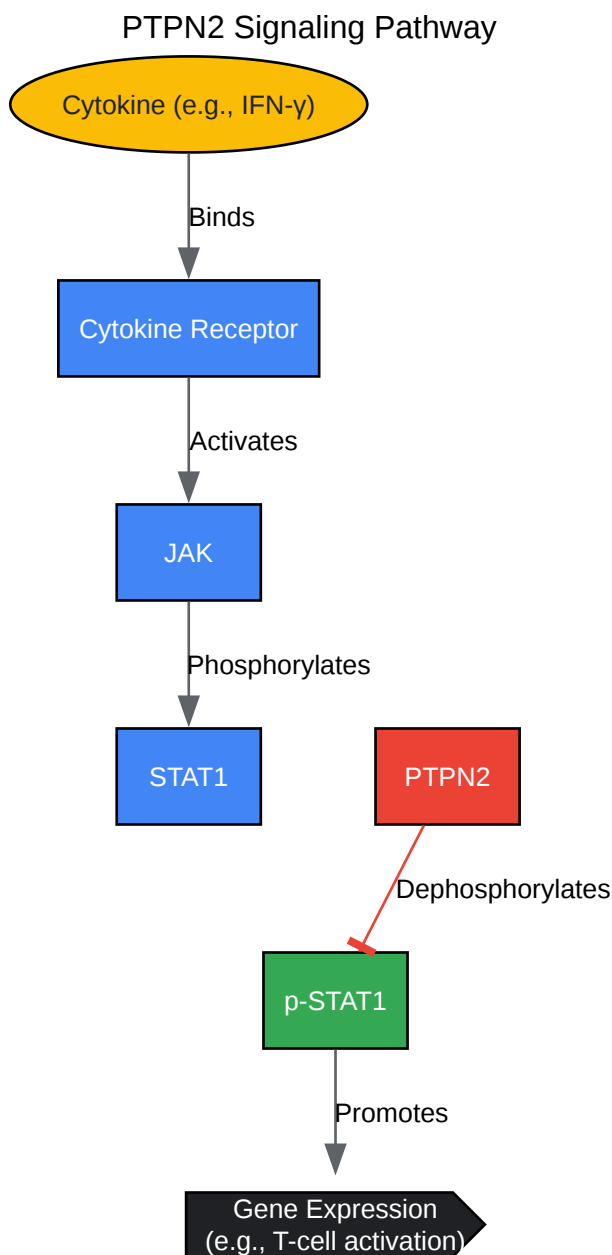 PTPN2 Signaling Pathway
Cytokine (e.g., IFN-γ)
Binds
Cytokine Receptor
Activates
JAK
Phosphorylates
STAT1
PTPN2
Dephosphorylates
p-STAT1
Promotes
Gene Expression
(e.g., T-cell activation)